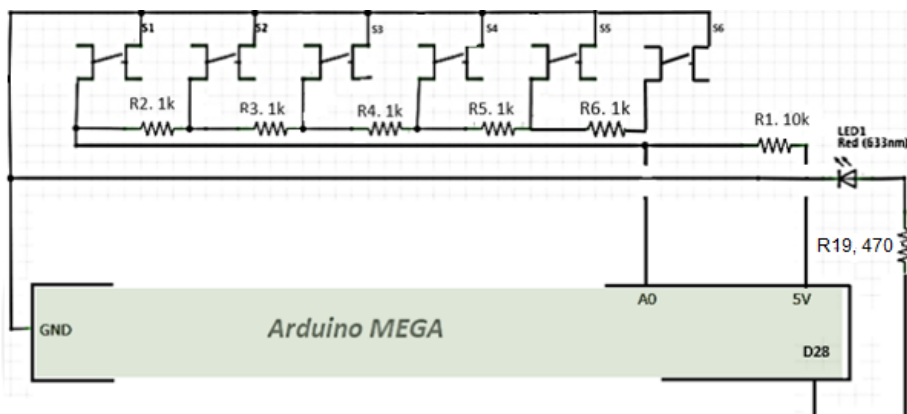 S1 S2 S3 S4 S5 S6
R2. 1k R3. 1k R4. 1k R5. 1k R6. 1k
R1. 10k
LED1
Red (633nm)
R19, 470
A0 5V
GND
Arduino MEGA
D28